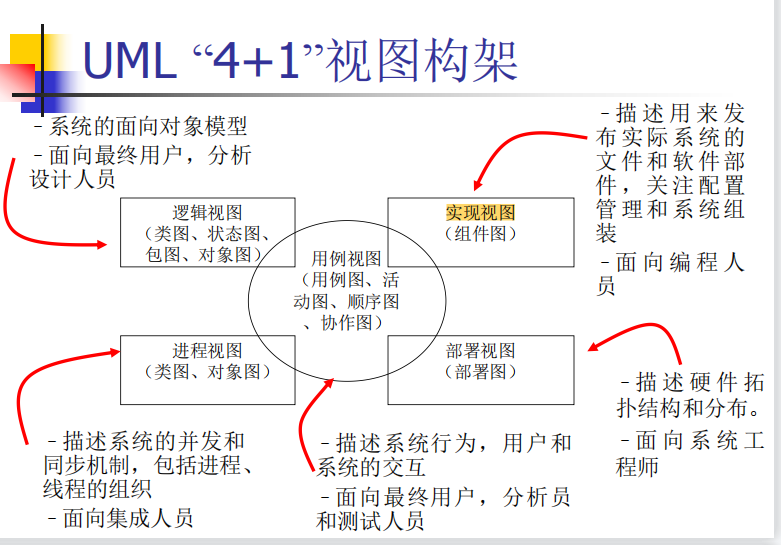 UML “4+1”视图构架
–系统的面向对象模型
–面向最终用户，分析
设计人员
–描述用来发
布实际系统的
文件和软件部
件，关注配置
管理和系统组
装
–面向编程人
员
逻辑视图
（类图、状态图、
包图、对象图）
实现视图
（组件图）
用例视图
（用例图、活
动图、顺序图
、协作图）
进程视图
（类图、对象图）
部署视图
（部署图）
–描述系统的并发和
同步机制，包括进程、
线程的组织
–面向集成人员
–描述系统行为，用户和
系统的交互
–面向最终用户，分析员
和测试人员
–描述硬件拓
扑结构和分布。
–面向系统工
程师